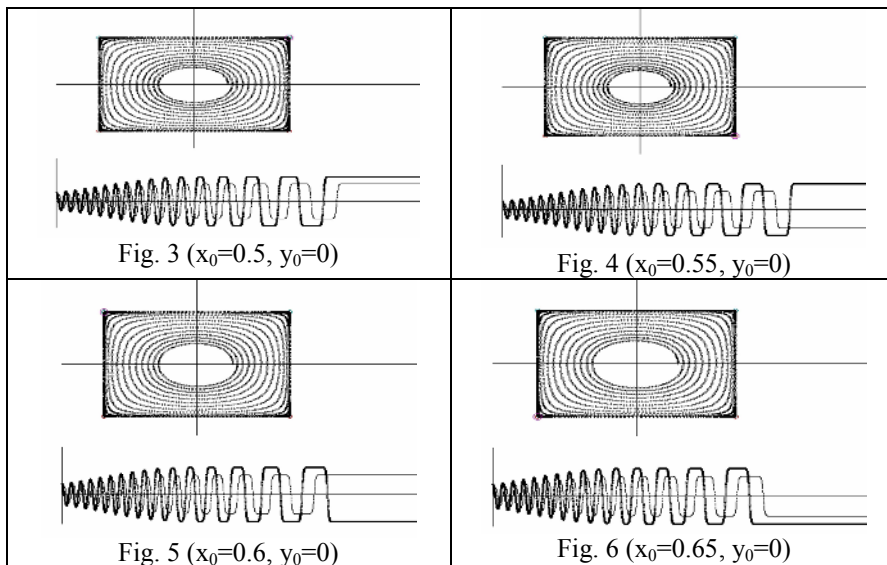 Fig. 3 (x₀=0.5, y₀=0)
Fig. 4 (x₀=0.55, y₀=0)
Fig. 5 (x₀=0.6, y₀=0)
Fig. 6 (x₀=0.65, y₀=0)